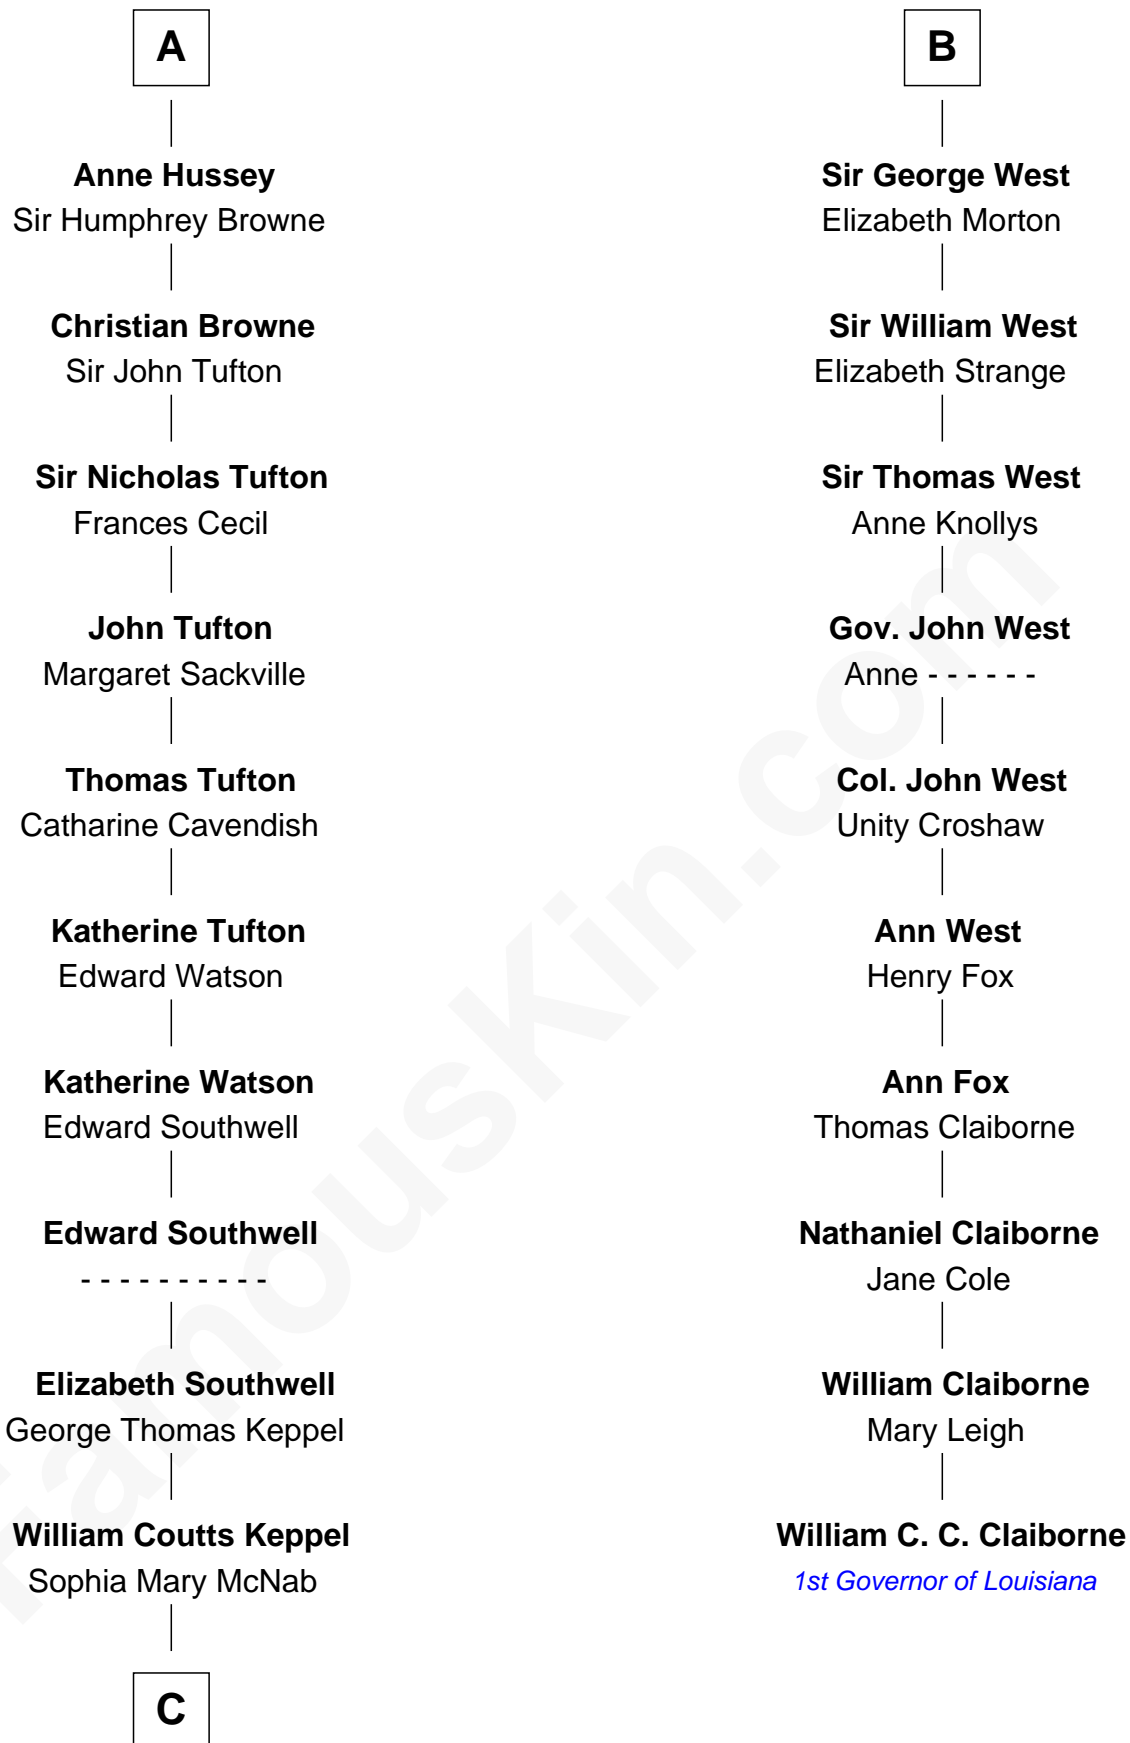 A
Anne Hussey
Sir Humphrey Browne
Christian Browne
Sir John Tufton
Sir Nicholas Tufton
Frances Cecil
John Tufton
Margaret Sackville
Thomas Tufton
Catharine Cavendish
Katherine Tufton
Edward Watson
Katherine Watson
Edward Southwell
Edward Southwell
- - - - - - - - - -
Elizabeth Southwell
George Thomas Keppel
William Coutts Keppel
Sophia Mary McNab
C
B
Sir George West
Elizabeth Morton
Sir William West
Elizabeth Strange
Sir Thomas West
Anne Knollys
Gov. John West
Anne - - - - - -
Col. John West
Unity Croshaw
Ann West
Henry Fox
Ann Fox
Thomas Claiborne
Nathaniel Claiborne
Jane Cole
William Claiborne
Mary Leigh
William C. C. Claiborne
1st Governor of Louisiana
FamousKin.com